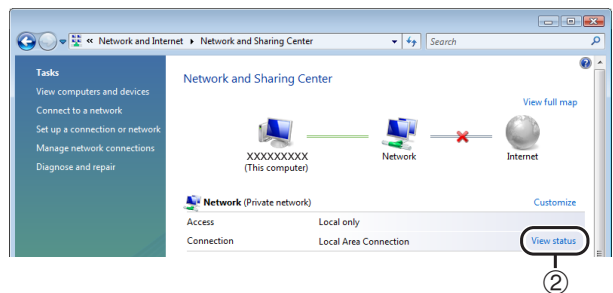 « Network and Internet ▸ Network and Sharing Center
Search
Tasks
View computers and devices
Connect to a network
Set up a connection or network
Manage network connections
Diagnose and repair
Network and Sharing Center
View full map
XXXXXXXXX
(This computer)
Network
Internet
Network (Private network)
Customize
Access
Local only
Connection
Local Area Connection
View status
②